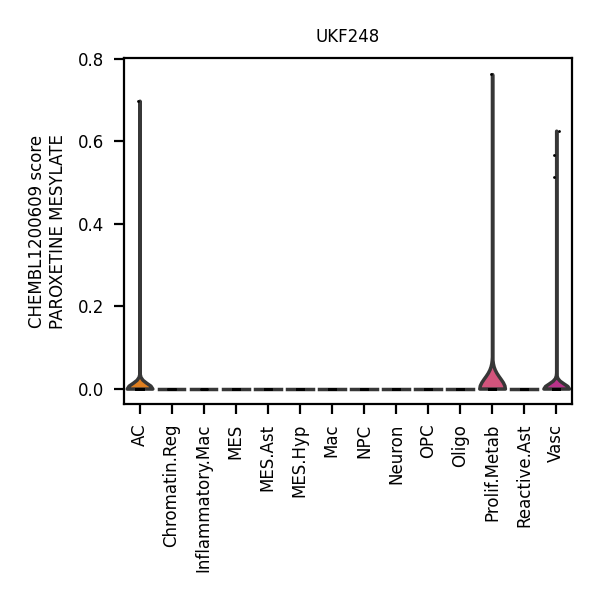 UKF248
CHEMBL1200609 score
PAROXETINE MESYLATE
0.8
0.6
0.4
0.2
0.0
AC
Chromatin.Reg
Inflammatory.Mac
MES
MES.Ast
MES.Hyp
Mac
NPC
Neuron
OPC
Oligo
Prolif.Metab
Reactive.Ast
Vasc